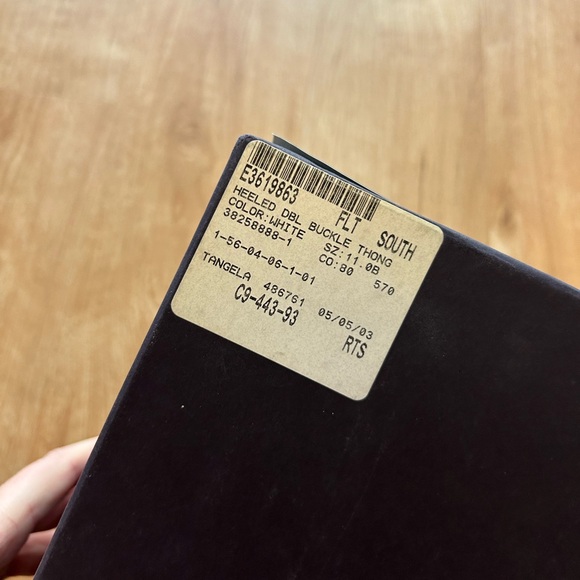 E3619863 FLT SOUTH
HEELED DBL BUCKLE THONG
COLOR:WHITE SZ:11.0B
38258888-1 CO:80 570
1-56-04-06-1-01
TANGELA 486761 05/05/03
C9-443-93 RTS